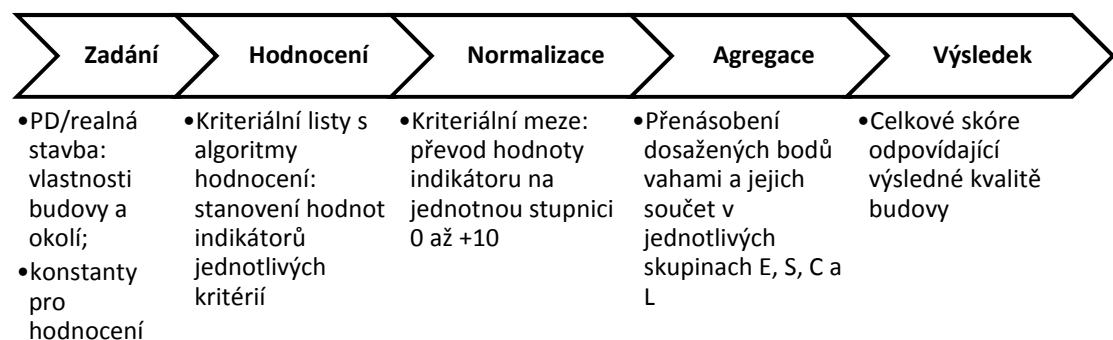 Zadání
Hodnocení
Normalizace
Agregace
Výsledek
•PD/realná
stavba:
vlastnosti
budovy a
okolí;
•konstanty
pro
hodnocení
•Kriteriální listy s
algoritmy
hodnocení:
stanovení hodnot
indikátorů
jednotlivých
kritérií
•Kriteriální meze:
převod hodnoty
indikátoru na
jednotnou stupnici
0 až +10
•Přenásobení
dosažených bodů
vahami a jejich
součet v
jednotlivých
skupinach E, S, C a
L
•Celkové skóre
odpovídající
výsledné kvalitě
budovy